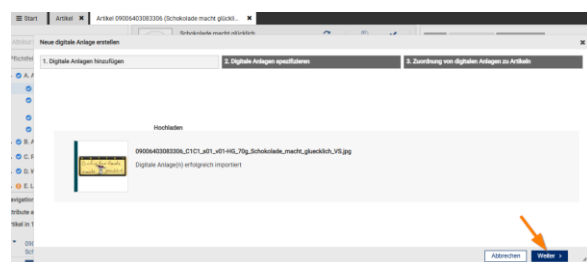 Start
Artikel
Artikel 09006403083306 (Schokolade macht glückl...
Schokolade macht glücklich
Neue digitale Anlage erstellen
1. Digitale Anlagen hinzufügen
2. Digitale Anlagen spezifizieren
3. Zuordnung von digitalen Anlagen zu Artikeln
Hochladen
09006403083306_C1C1_s01_v01-HG_70g_Schokolade_macht_gluecklich_VS.jpg
Digitale Anlage(n) erfolgreich importiert
Abbrechen
Weiter